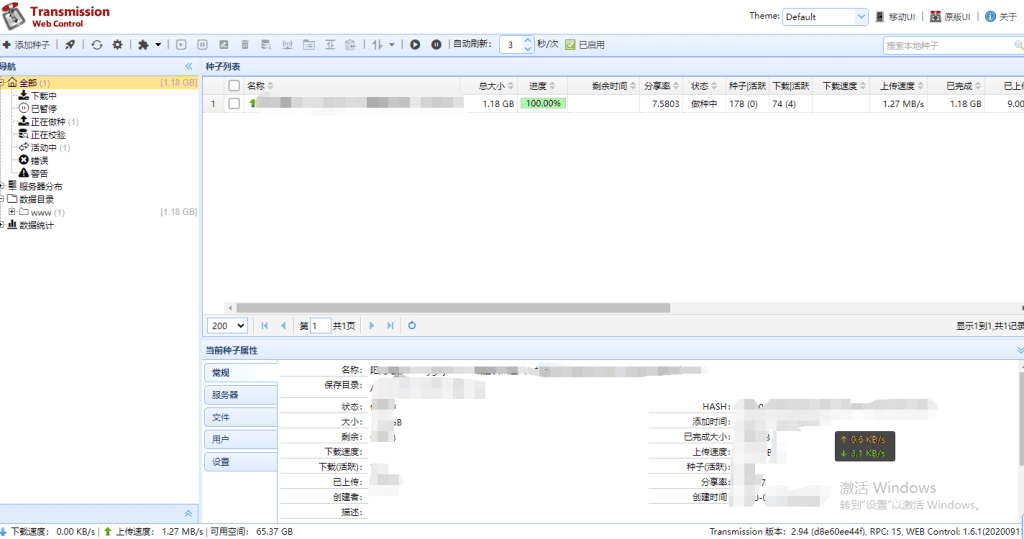 Transmission
Web Control
Theme: Default 移动UI 原版UI 关于
添加种子 自动刷新: 3 秒/次 已启用 搜索本地种子
导航
种子列表
全部 (1) [1.18 GB]
下载中
已暂停
正在做种 (1)
正在校验
活动中 (1)
错误
警告
服务器分布
数据目录
www (1) [1.18 GB]
数据统计
名称 总大小 进度 剩余时间 分享率 状态 种子|活跃 下载|活跃 下载速度 上传速度 已完成 已上
1 1.18 GB 100.00% 7.5803 做种中 178 (0) 74 (4) 1.27 MB/s 1.18 GB 9.00
200 第 1 共1页 显示1到1,共1记录
当前种子属性
常规
服务器
文件
用户
设置
名称:
保存目录:
状态: HASH:
大小: 添加时间:
剩余: 已完成大小:
下载速度: 上传速度:
下载(活跃): 种子(活跃):
已上传: 分享率:
创建者: 创建时间
描述:
↑ 0.6 KB/s
↓ 3.1 KB/s
激活 Windows
转到"设置"以激活 Windows。
下载速度: 0.00 KB/s | 上传速度: 1.27 MB/s | 可用空间: 65.37 GB
Transmission 版本: 2.94 (d8e60ee44f), RPC: 15, WEB Control: 1.6.1(2020091